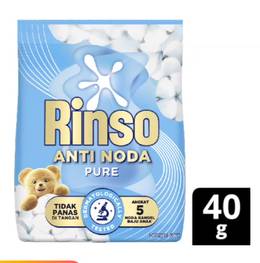 Rinso
ANTI NODA
PURE
TIDAK
PANAS
DI TANGAN
DERMATOLOGICALLY
TESTED
ANGKAT
5
NODA BANDEL
BAJU ANAK
40
g